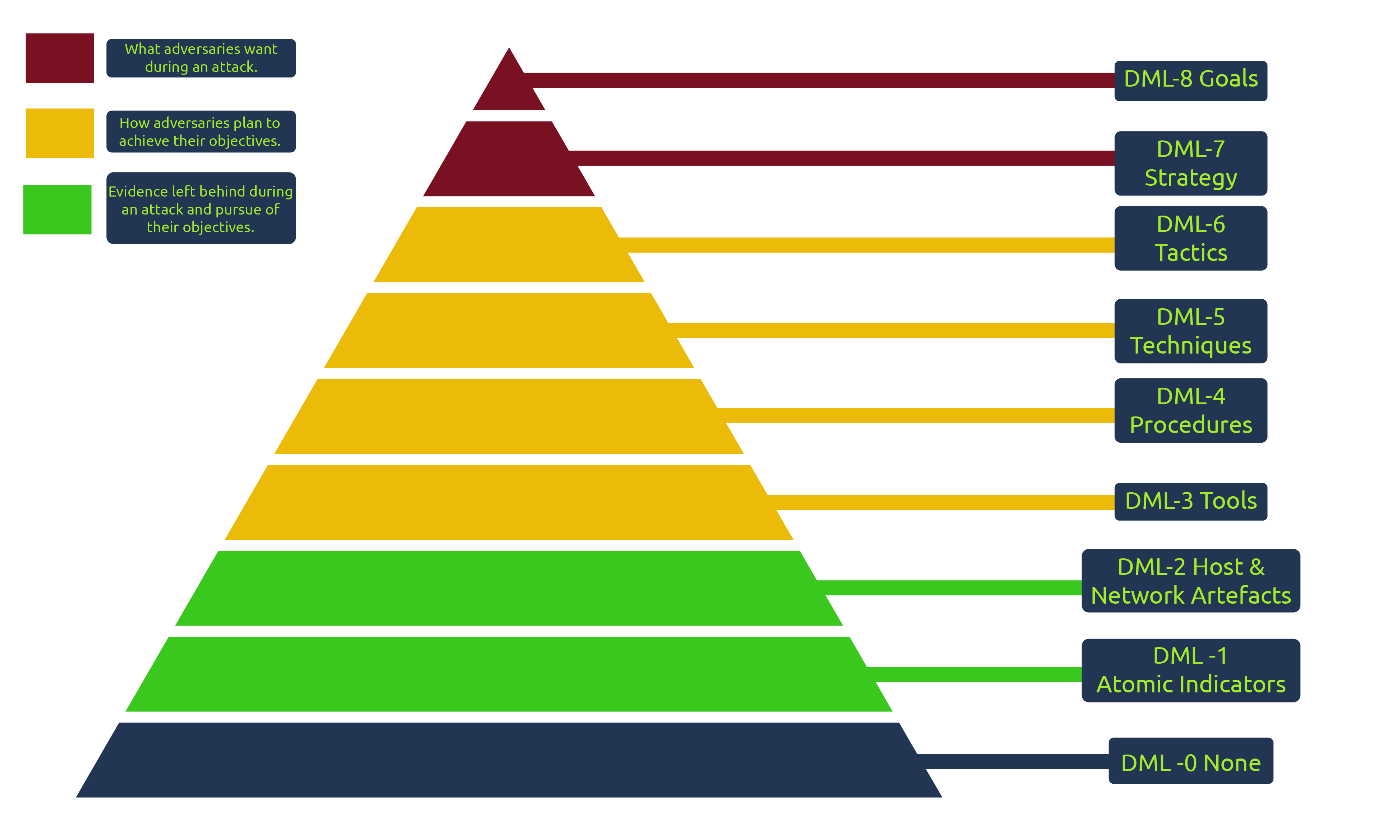 What adversaries want
during an attack.
How adversaries plan to
achieve their objectives.
Evidence left behind during
an attack and pursue of
their objectives.
DML-8 Goals
DML-7
Strategy
DML-6
Tactics
DML-5
Techniques
DML-4
Procedures
DML-3 Tools
DML-2 Host &
Network Artefacts
DML -1
Atomic Indicators
DML -0 None